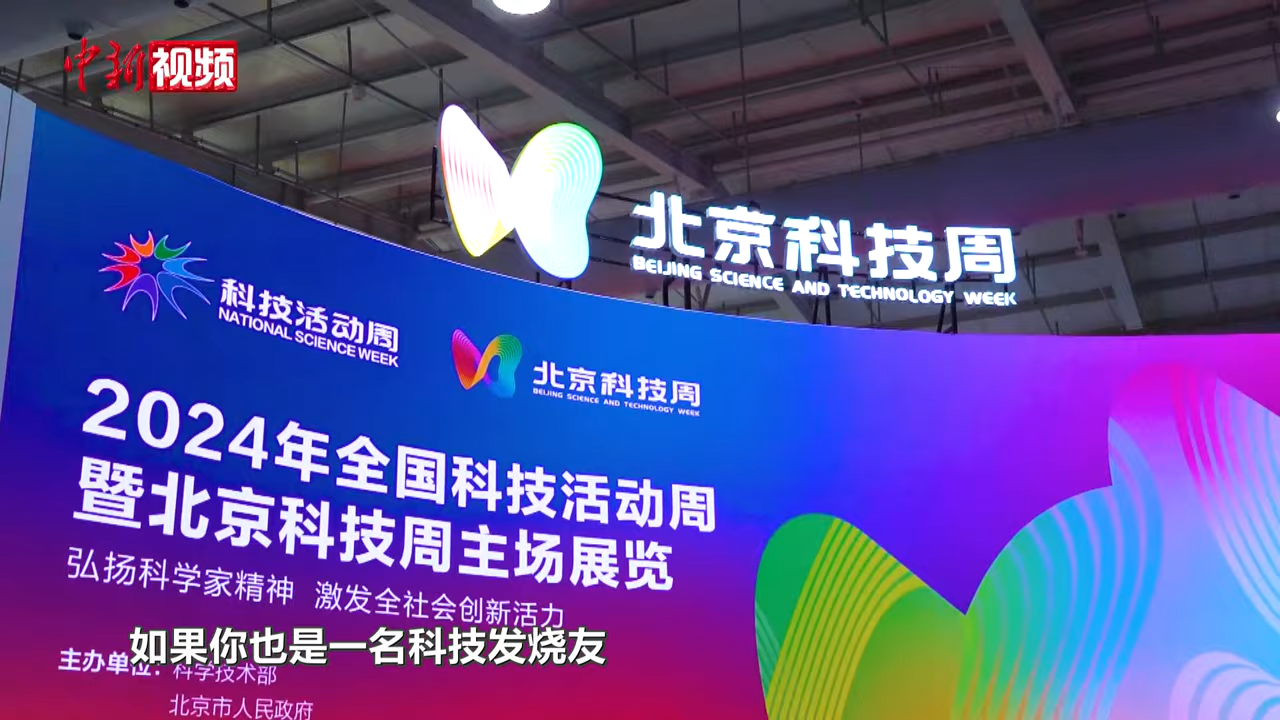 中新视频
北京科技周
BEIJING SCIENCE AND TECHNOLOGY WEEK
科技活动周
NATIONAL SCIENCE WEEK
北京科技周
BEIJING SCIENCE AND TECHNOLOGY WEEK
2024年全国科技活动周
暨北京科技周主场展览
弘扬科学家精神 激发全社会创新活力
如果你也是一名科技发烧友
主办单位：科学技术部
北京市人民政府